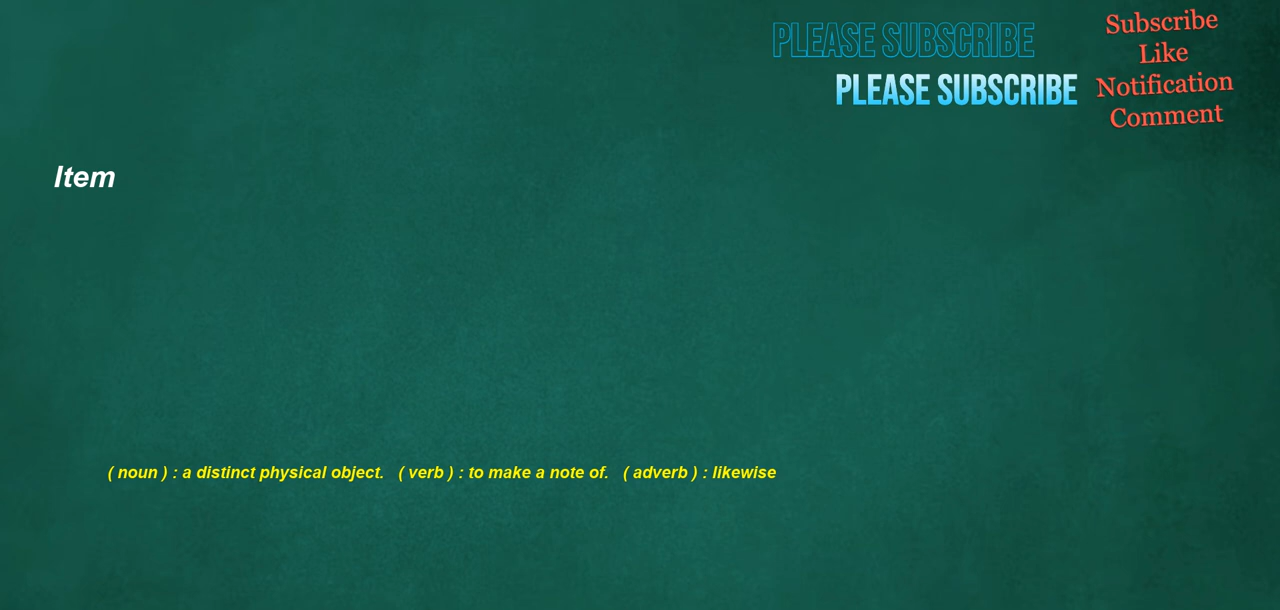 PLEASE SUBSCRIBE
PLEASE SUBSCRIBE
Subscribe
Like
Notification
Comment
Item
( noun ) : a distinct physical object.   ( verb ) : to make a note of.   ( adverb ) : likewise